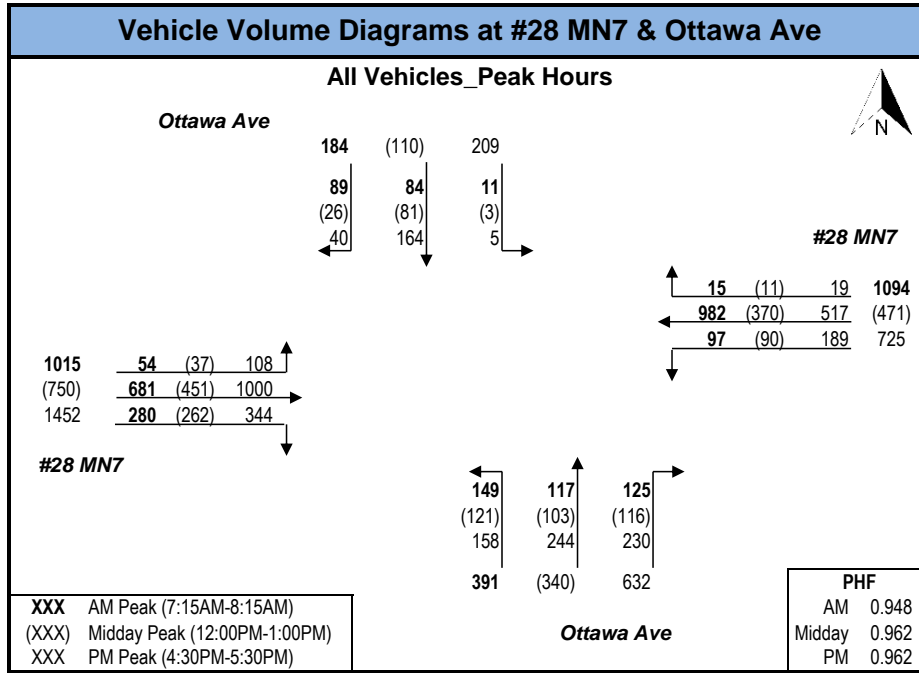 Vehicle Volume Diagrams at #28 MN7 & Ottawa Ave
All Vehicles_Peak Hours
N
Ottawa Ave
184 (110) 209
89 84 11
(26) (81) (3)
40 164 5
#28 MN7
15 (11) 19 1094
982 (370) 517 (471)
97 (90) 189 725
1015 54 (37) 108
(750) 681 (451) 1000
1452 280 (262) 344
#28 MN7
149 117 125
(121) (103) (116)
158 244 230
391 (340) 632
Ottawa Ave
XXX AM Peak (7:15AM-8:15AM)
(XXX) Midday Peak (12:00PM-1:00PM)
XXX PM Peak (4:30PM-5:30PM)
PHF
AM 0.948
Midday 0.962
PM 0.962